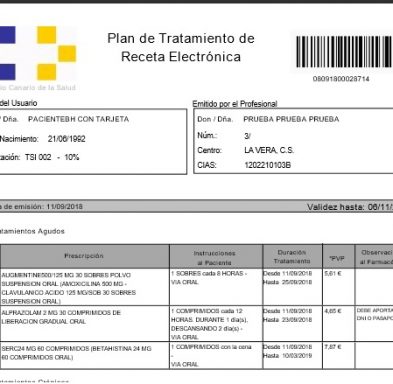 Plan de Tratamiento de
Receta Electrónica
08091800028714
io Canario de la Salud
del Usuario
Emitido por el Profesional
/ Dña. PACIENTEBH CON TARJETA
Don / Dña. PRUEBA PRUEBA PRUEBA
Nacimiento: 21/06/1992
Núm.: 3/
Centro: LA VERA, C.S.
ación: TSI 002 - 10%
CIAS: 1202210103B
a de emisión: 11/09/2018
Validez hasta: 06/11/
atamientos Agudos
Prescripción
Instrucciones
al Paciente
Duración
Tratamiento
*PVP
Observaci
al Farmacé
AUGMENTINE500/125 MG 30 SOBRES POLVO
SUSPENSION ORAL (AMOXICILINA 500 MG -
CLAVULANICO ACIDO 125 MG/SOB 30 SOBRES
SUSPENSION ORAL)
1 SOBRES cada 8 HORAS -
VIA ORAL
Desde 11/09/2018
Hasta 25/09/2018
5,61 €
ALPRAZOLAM 2 MG 30 COMPRIMIDOS DE
LIBERACION GRADUAL ORAL
1 COMPRIMIDOS cada 12
HORAS. DURANTE 1 día(s).
DESCANSANDO 2 día(s) -
VIA ORAL
Desde 11/09/2018
Hasta 23/09/2018
4,65 €
DEBE APORTA
DNI O PASAPO
SERC24 MG 60 COMPRIMIDOS (BETAHISTINA 24 MG
60 COMPRIMIDOS ORAL)
1 COMPRIMIDOS con la cena
-
VIA ORAL
Desde 11/09/2018
Hasta 10/03/2019
7,87 €
atamientos Crónicos